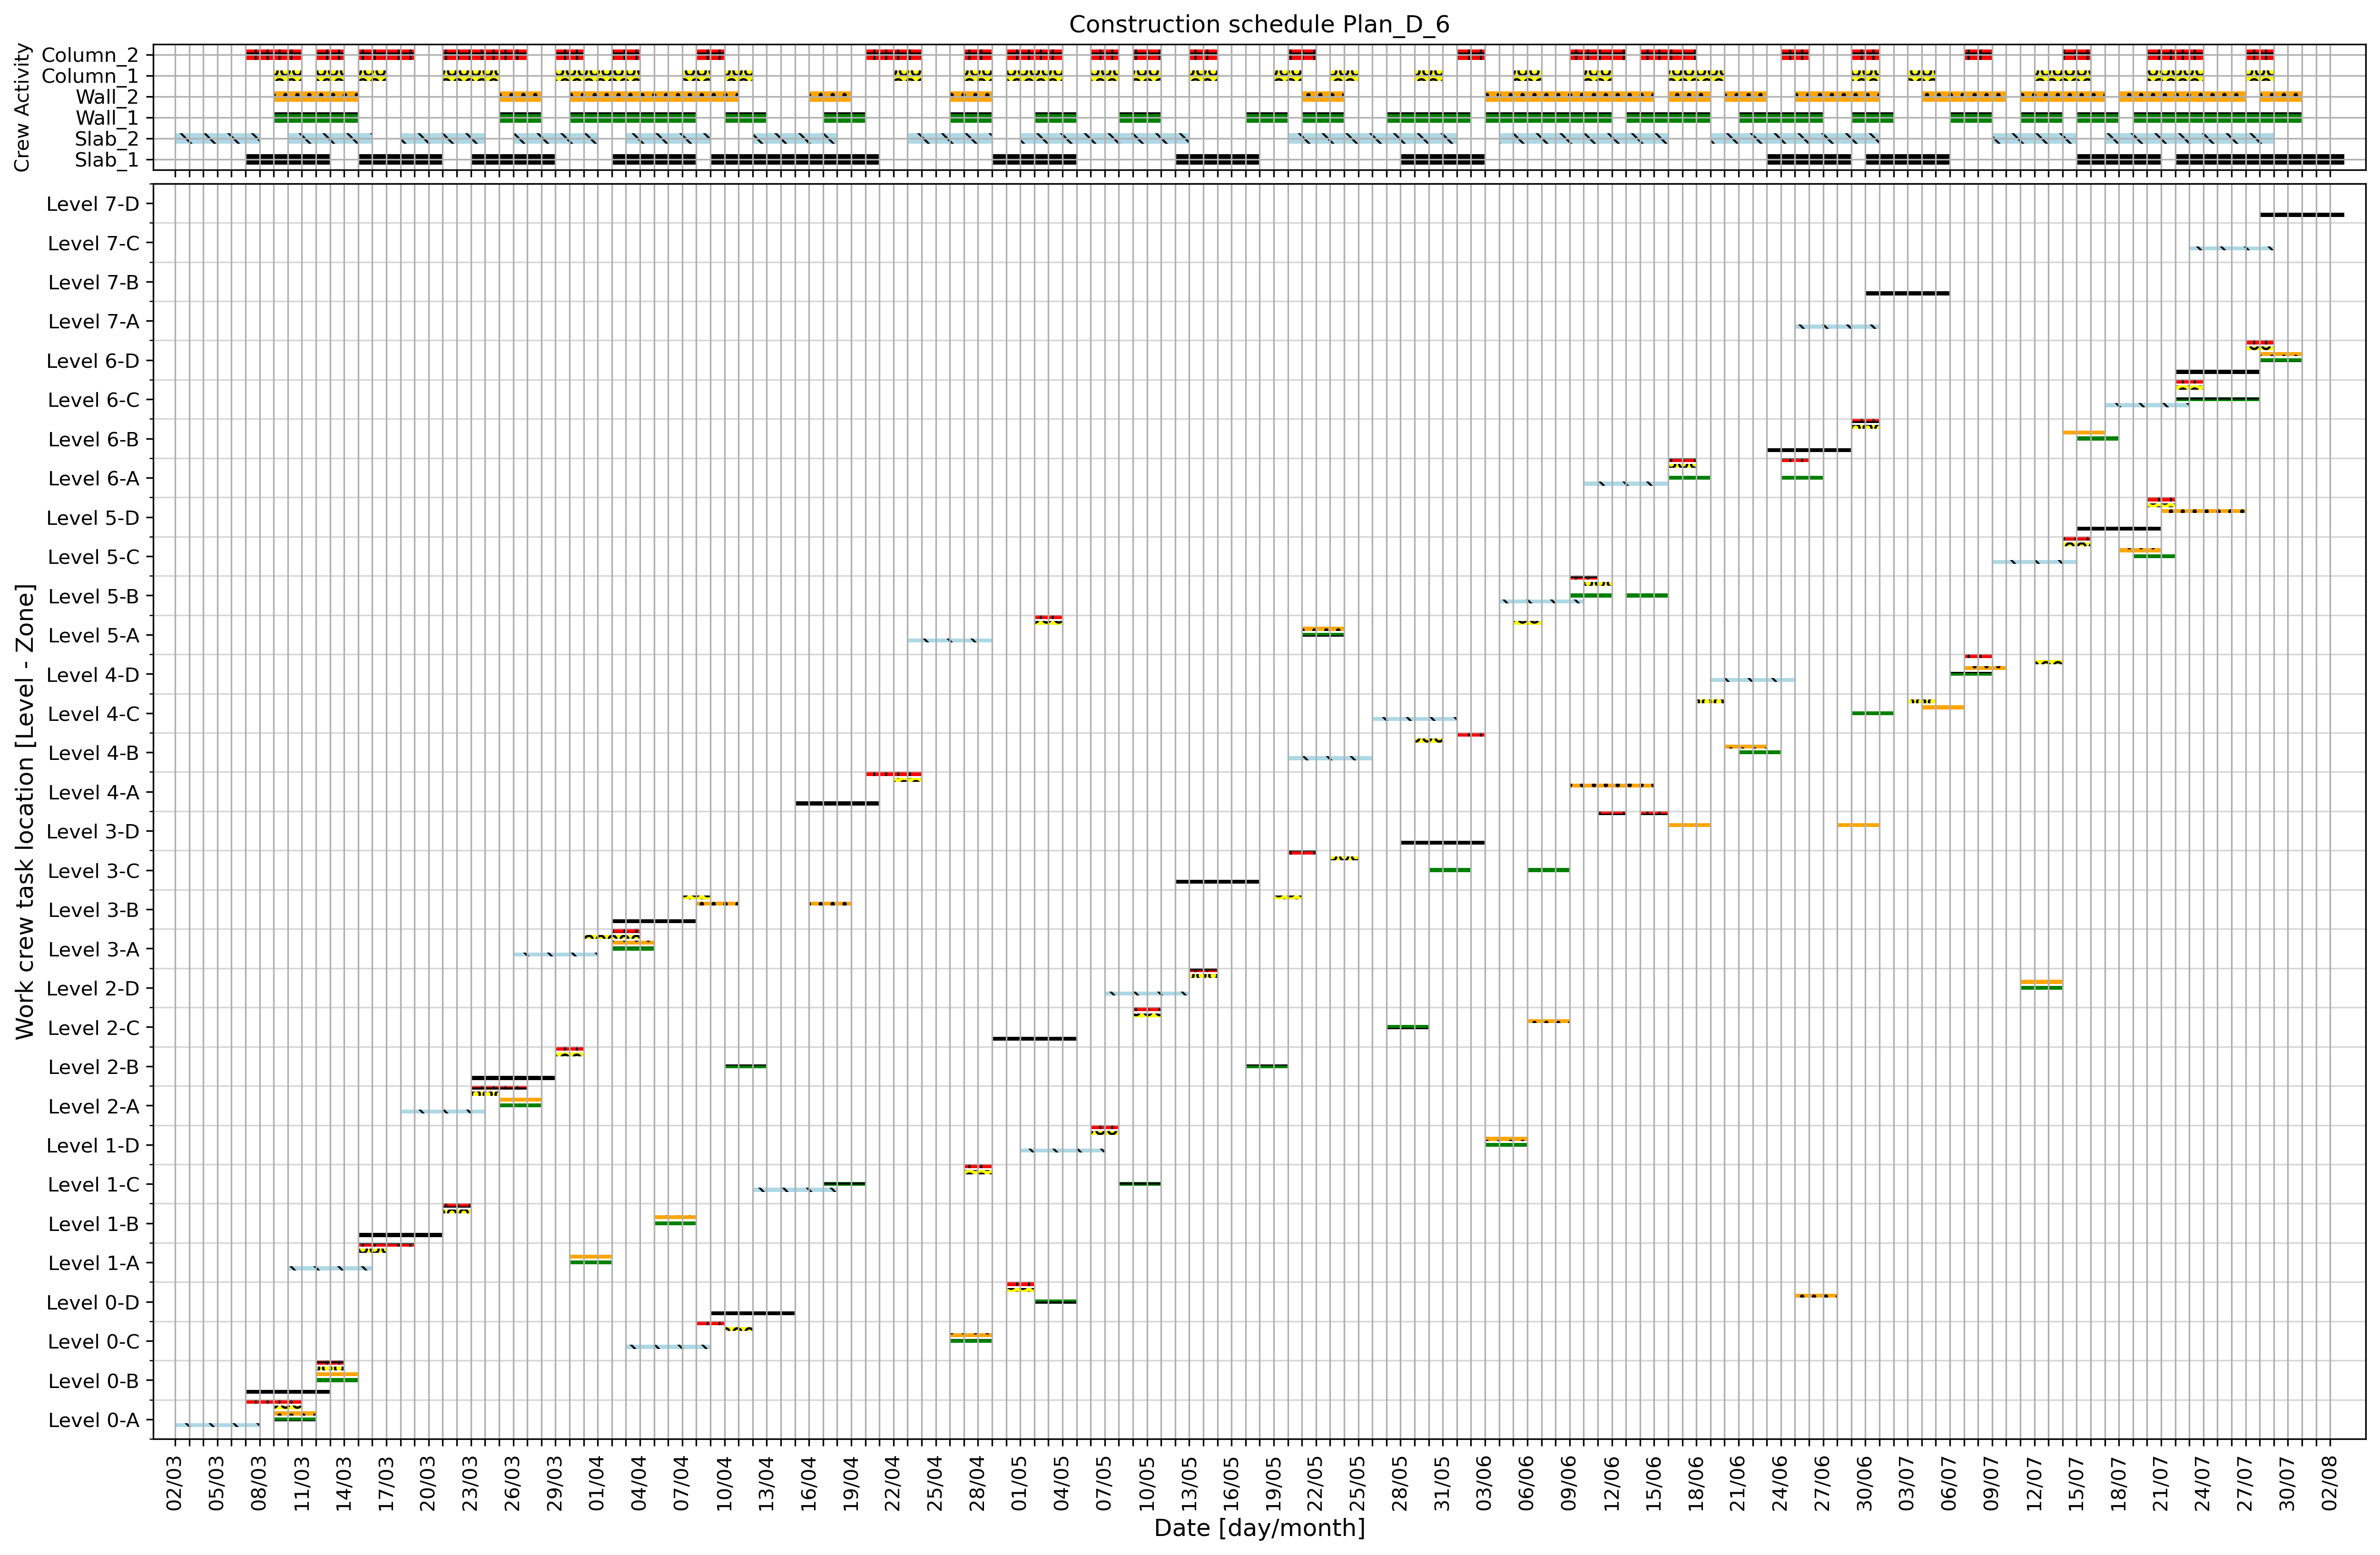 Construction schedule Plan_D_6
Crew Activity
Column_2
Column_1
Wall_2
Wall_1
Slab_2
Slab_1
Work crew task location [Level - Zone]
Level 7-D
Level 7-C
Level 7-B
Level 7-A
Level 6-D
Level 6-C
Level 6-B
Level 6-A
Level 5-D
Level 5-C
Level 5-B
Level 5-A
Level 4-D
Level 4-C
Level 4-B
Level 4-A
Level 3-D
Level 3-C
Level 3-B
Level 3-A
Level 2-D
Level 2-C
Level 2-B
Level 2-A
Level 1-D
Level 1-C
Level 1-B
Level 1-A
Level 0-D
Level 0-C
Level 0-B
Level 0-A
02/03 05/03 08/03 11/03 14/03 17/03 20/03 23/03 26/03 29/03 01/04 04/04 07/04 10/04 13/04 16/04 19/04 22/04 25/04 28/04 01/05 04/05 07/05 10/05 13/05 16/05 19/05 22/05 25/05 28/05 31/05 03/06 06/06 09/06 12/06 15/06 18/06 21/06 24/06 27/06 30/06 03/07 06/07 09/07 12/07 15/07 18/07 21/07 24/07 27/07 30/07 02/08
Date [day/month]